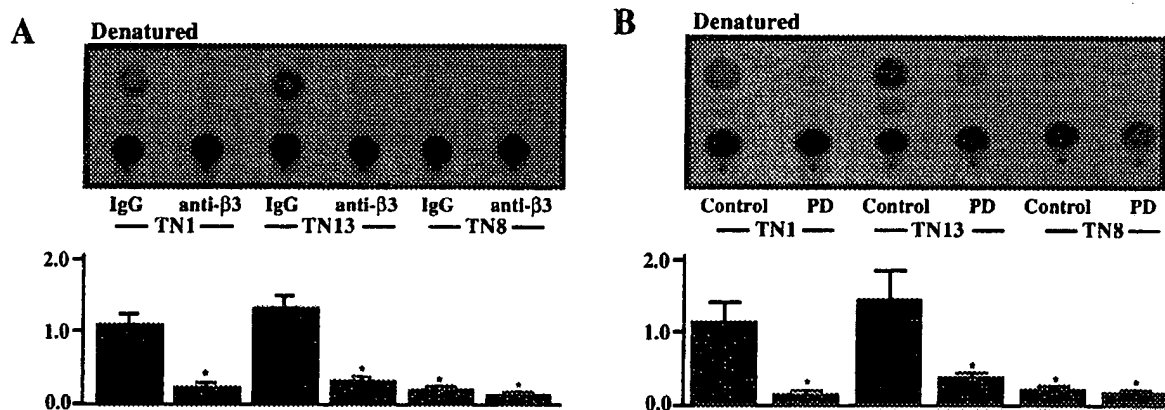 A
Denatured
IgG anti-β3 IgG anti-β3 IgG anti-β3
TN1 TN13 TN8
2.0
1.0
0.0
* * * *
B
Denatured
Control PD Control PD Control PD
TN1 TN13 TN8
2.0
1.0
0.0
* * * *